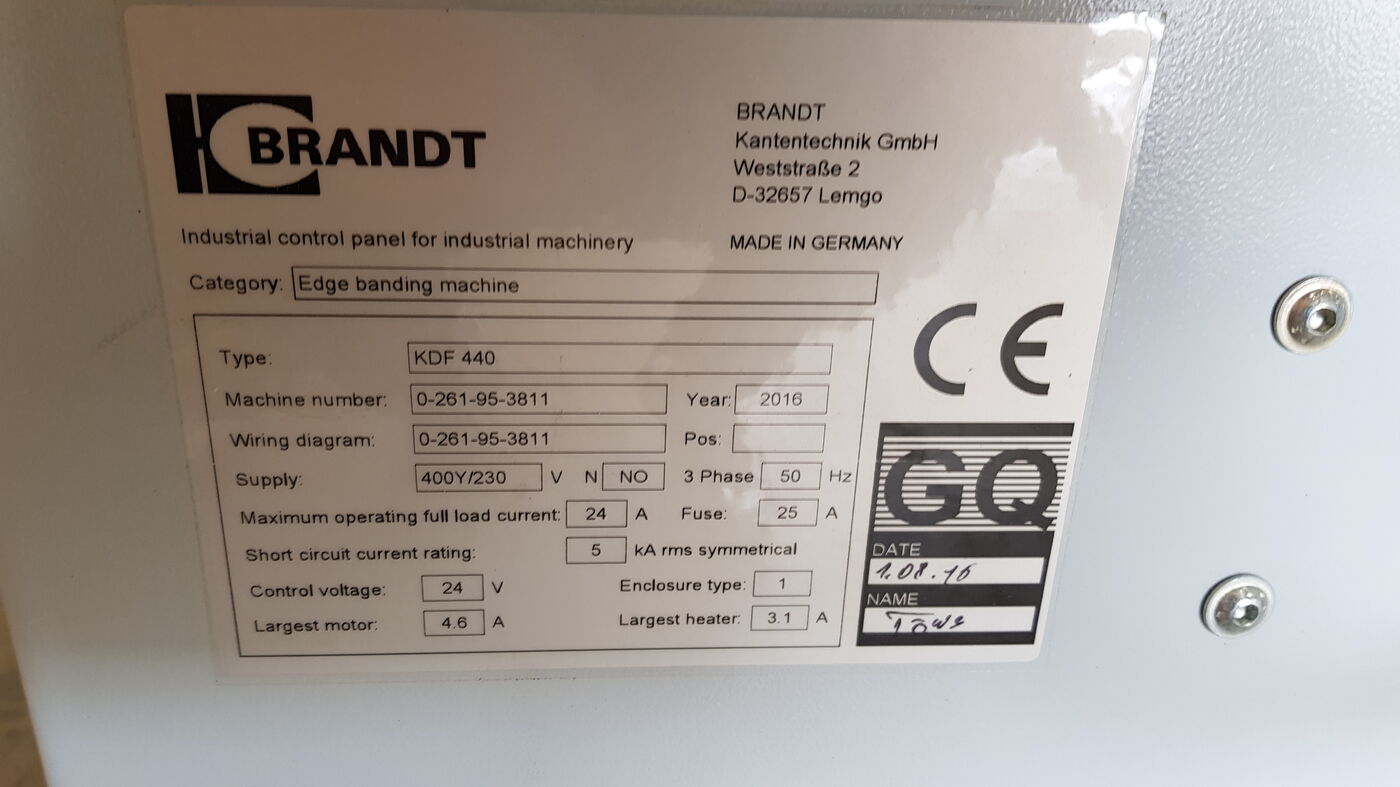 BRANDT
BRANDT
Kantentechnik GmbH
Weststraße 2
D-32657 Lemgo
Industrial control panel for industrial machinery
MADE IN GERMANY
Category: Edge banding machine
CE
Type: KDF 440
Machine number: 0-261-95-3811 Year: 2016
Wiring diagram: 0-261-95-3811 Pos:
Supply: 400Y/230 V N NO 3 Phase 50 Hz
Maximum operating full load current: 24 A Fuse: 25 A
Short circuit current rating: 5 kA rms symmetrical
Control voltage: 24 V Enclosure type: 1
Largest motor: 4.6 A Largest heater: 3.1 A
GQ
DATE
1.08.16
NAME